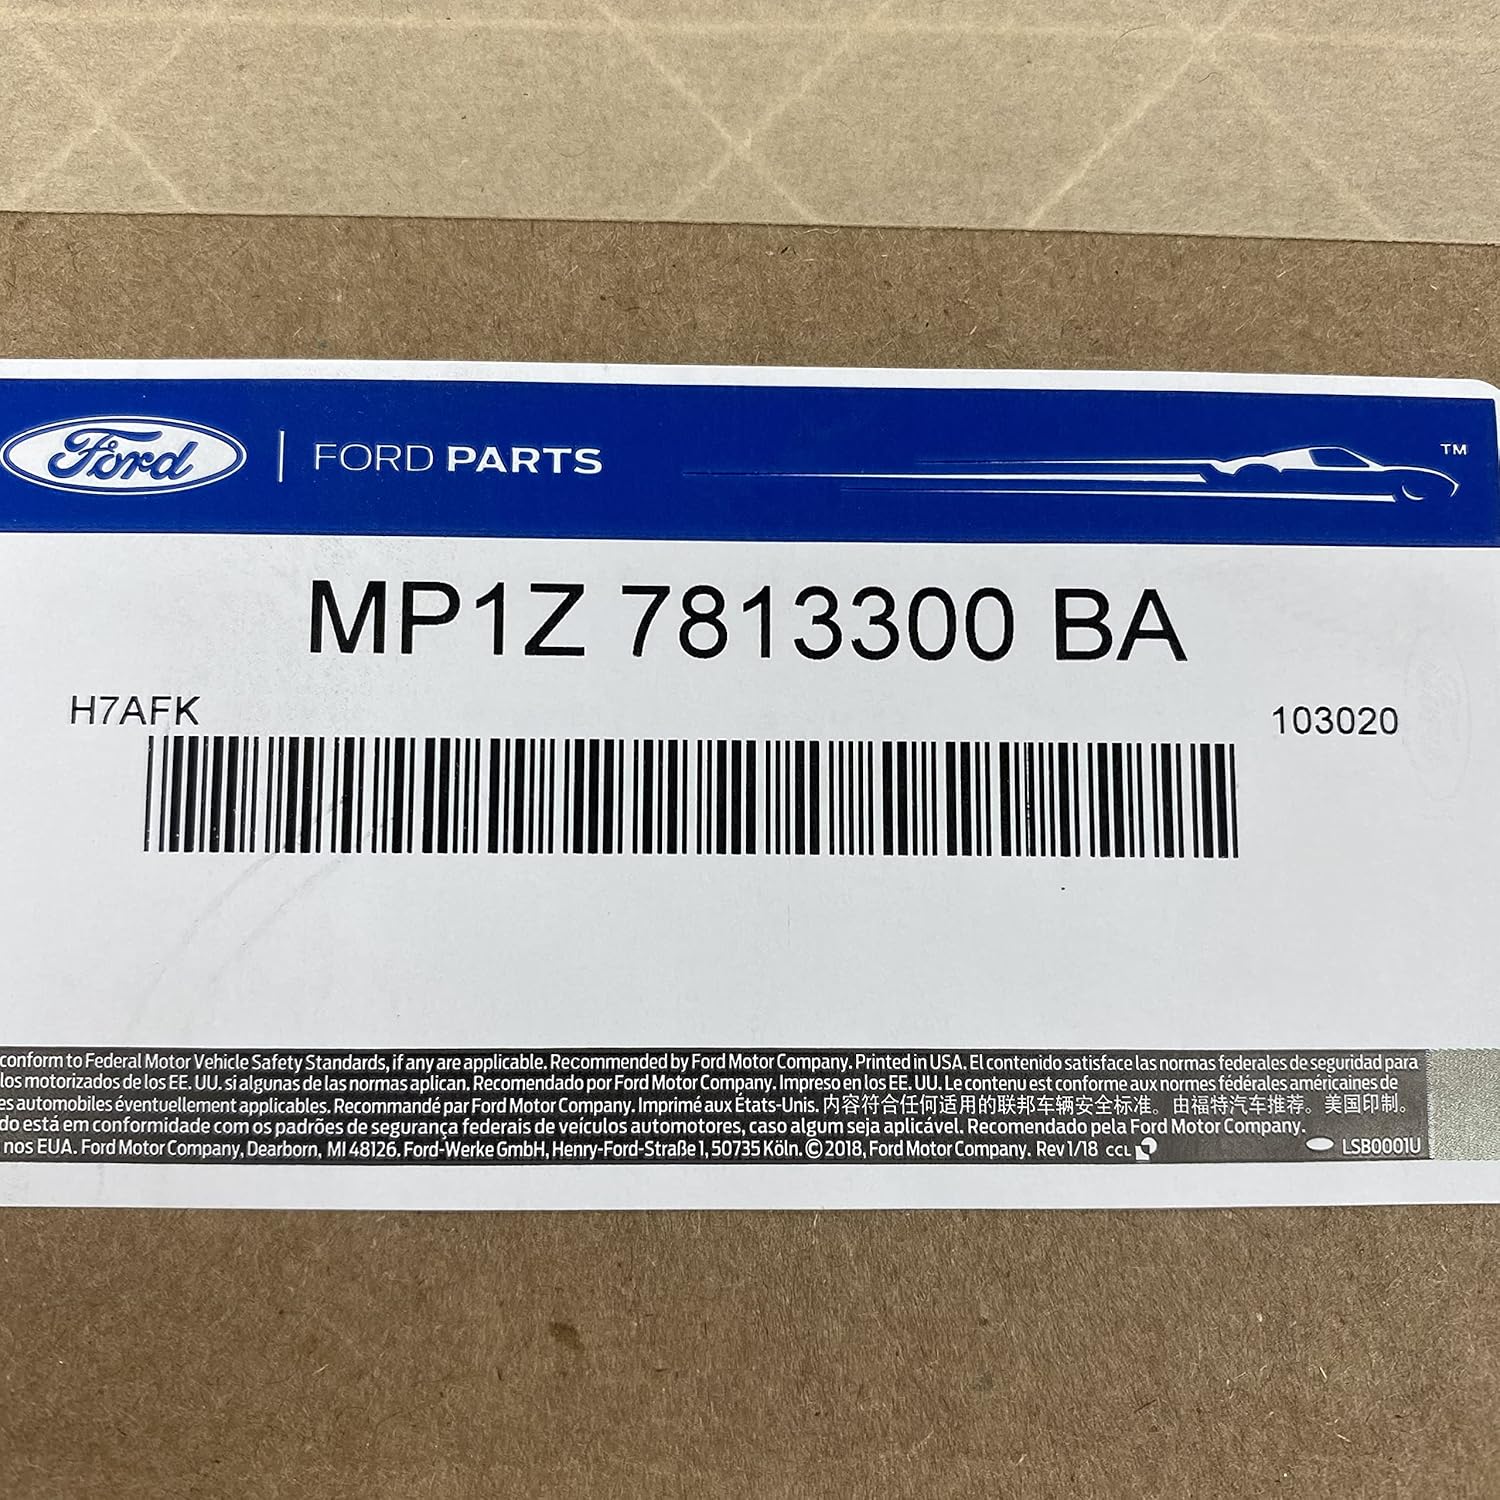 Ford | FORD PARTS ™
MP1Z 7813300 BA
H7AFK 103020
conform to Federal Motor Vehicle Safety Standards, if any are applicable. Recommended by Ford Motor Company. Printed in USA. El contenido satisface las normas federales de seguridad para
los motorizados de los EE. UU. si algunas de las normas aplican. Recomendado por Ford Motor Company. Impreso en los EE. UU. Le contenu est conforme aux normes fédérales américaines de
es automobiles éventuellement applicables. Recommandé par Ford Motor Company. Imprimé aux États-Unis. 内容符合任何适用的联邦车辆安全标准。由福特汽车推荐。美国印制。
do está em conformidade com os padrões de segurança federais de veículos automotores, caso algum seja aplicável. Recomendado pela Ford Motor Company.
nos EUA. Ford Motor Company, Dearborn, MI 48126. Ford-Werke GmbH, Henry-Ford-Straße 1, 50735 Köln. © 2018, Ford Motor Company. Rev 1/18 CCL LSB0001U